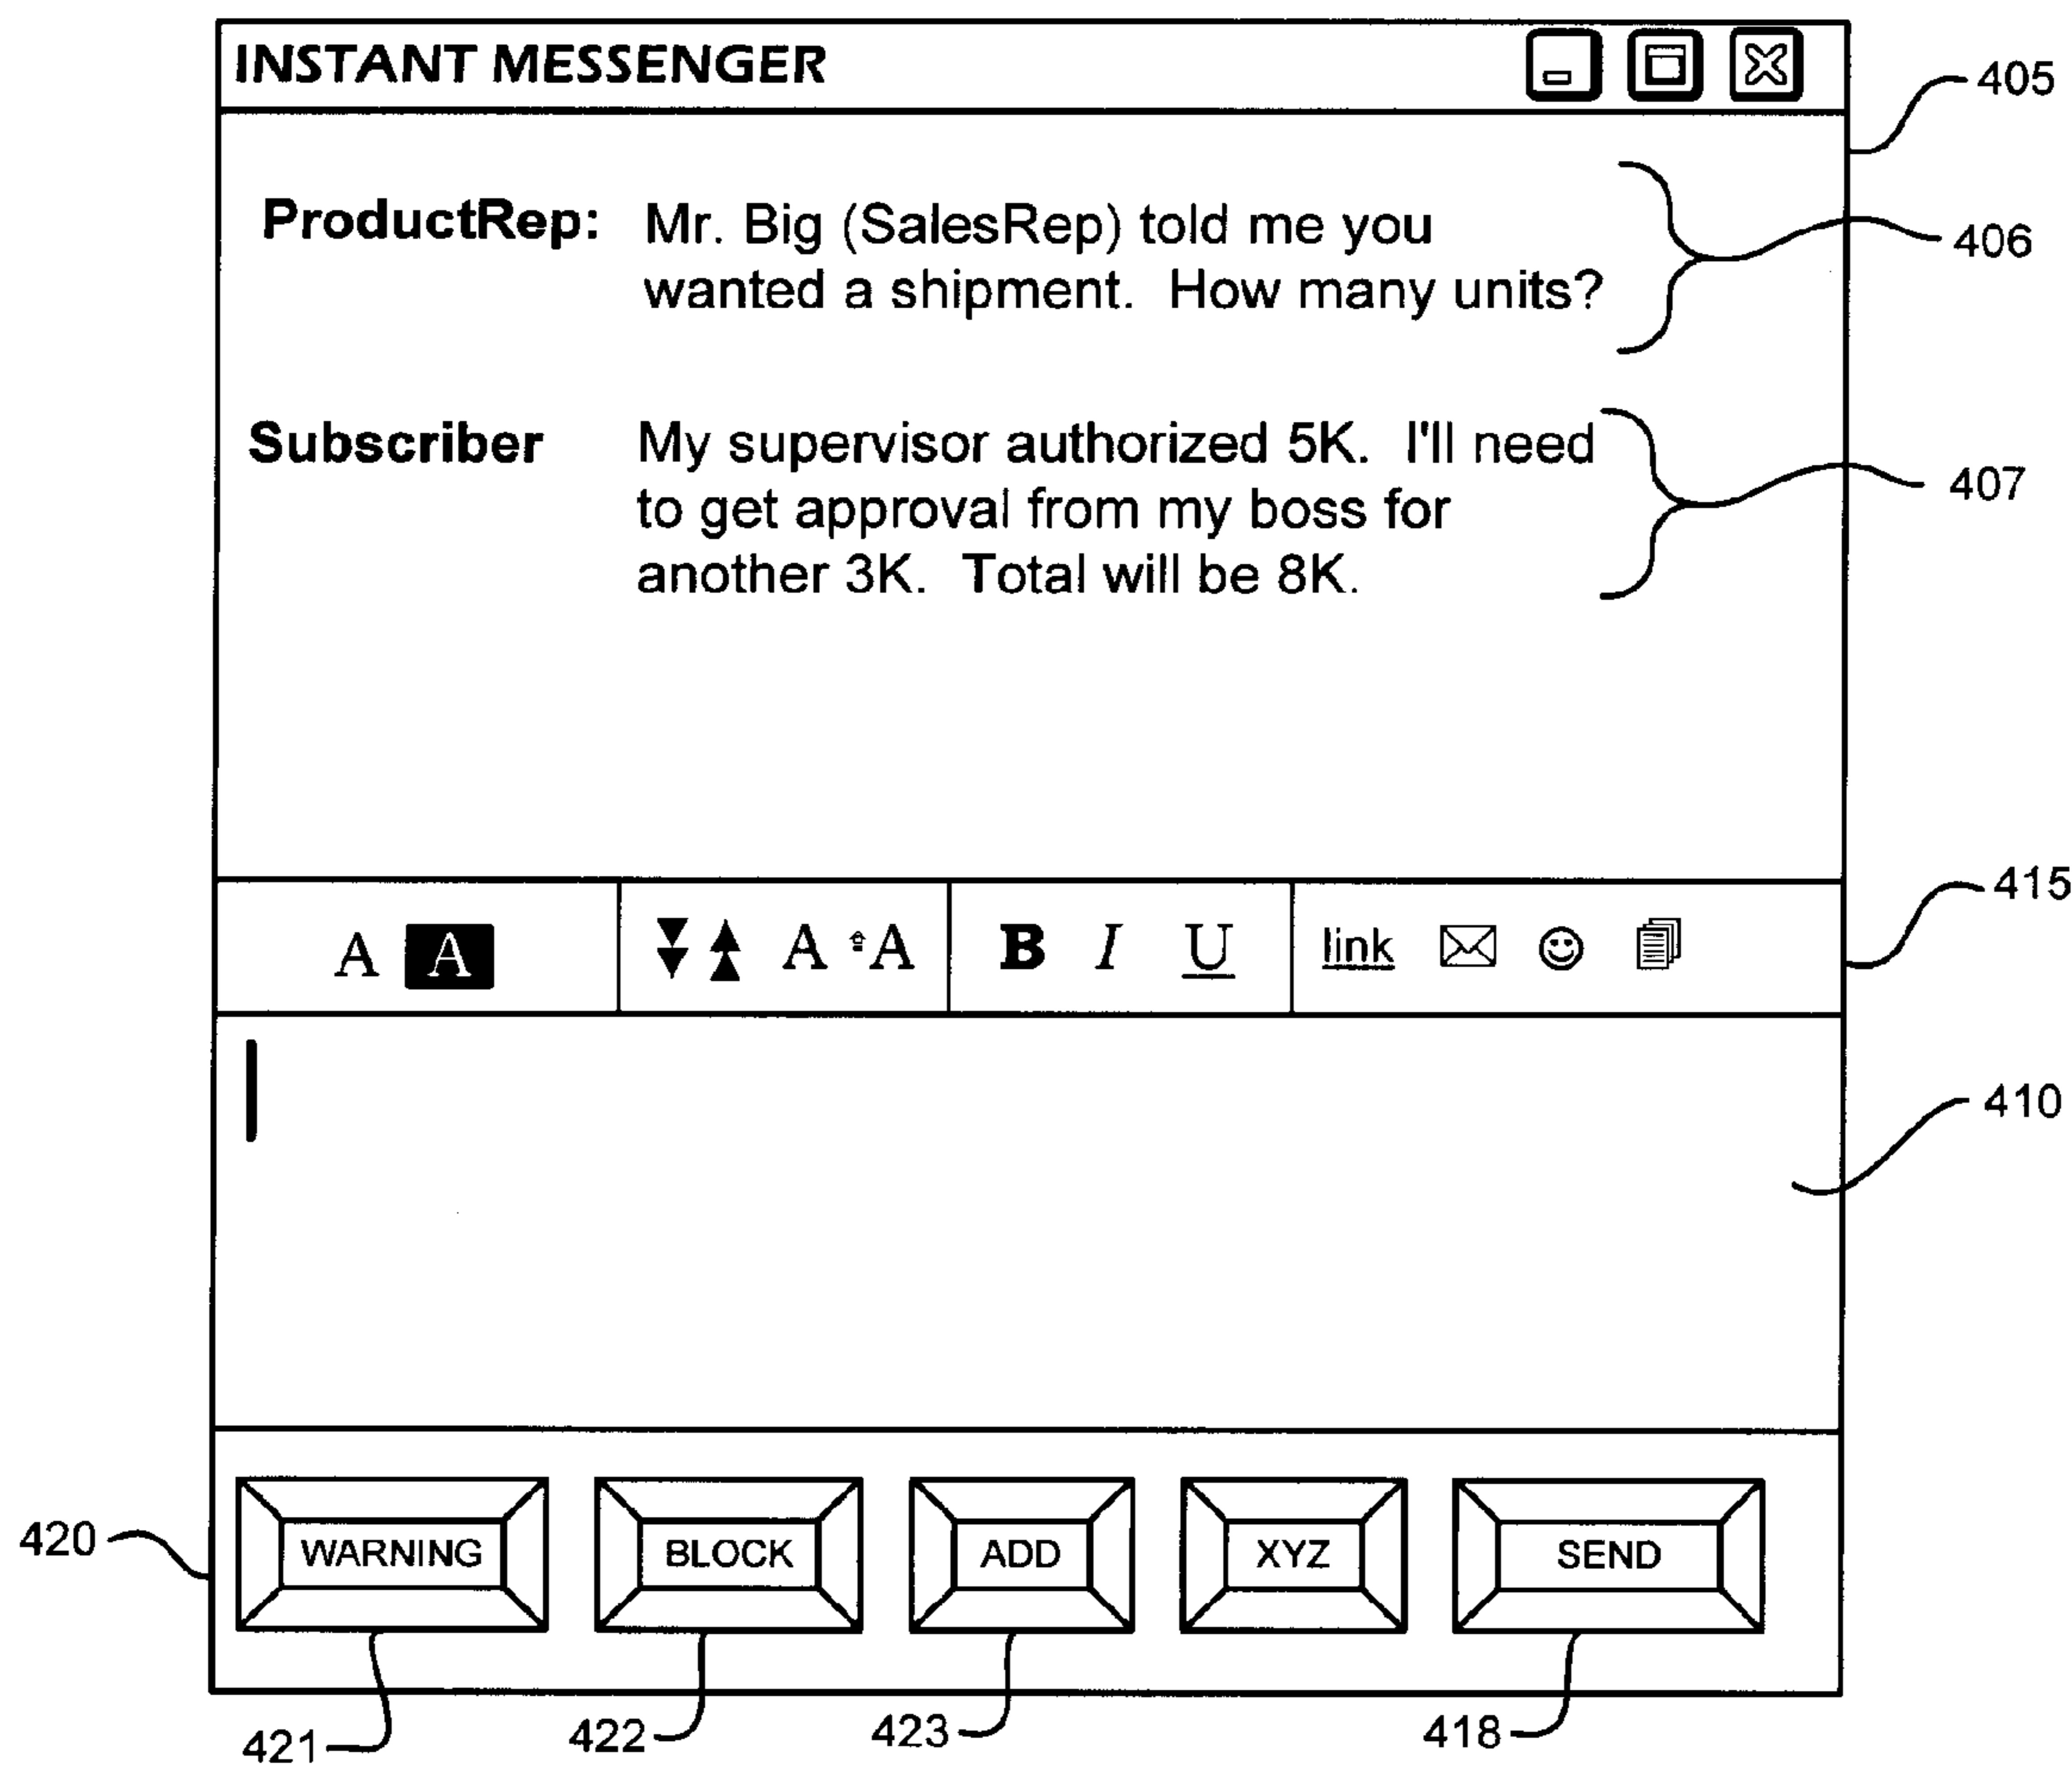 INSTANT MESSENGER
405
ProductRep: Mr. Big (SalesRep) told me you
wanted a shipment. How many units?
406
Subscriber My supervisor authorized 5K. I'll need
to get approval from my boss for
another 3K. Total will be 8K.
407
415
A A A A B I U link
410
420
WARNING BLOCK ADD XYZ SEND
421 422 423 418